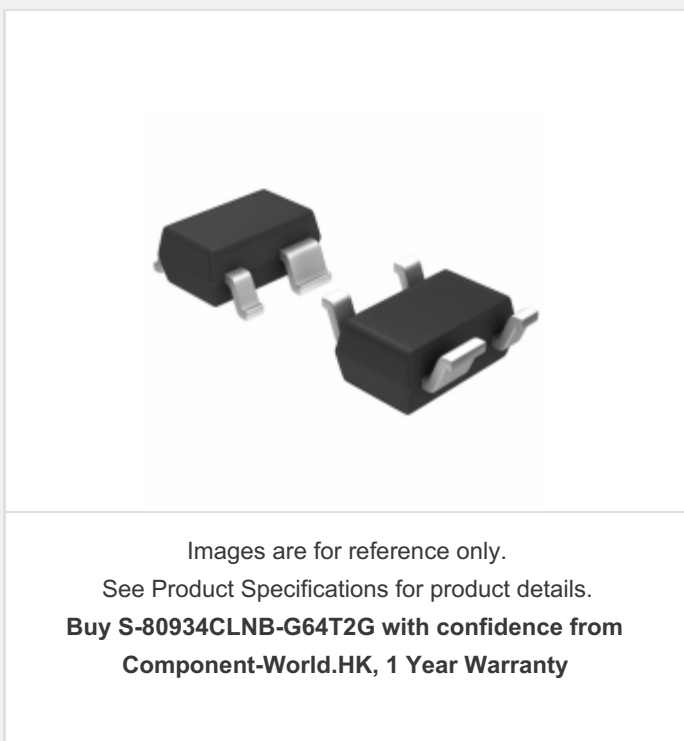 Images are for reference only.
See Product Specifications for product details.
Buy S-80934CLNB-G64T2G with confidence from
Component-World.HK, 1 Year Warranty